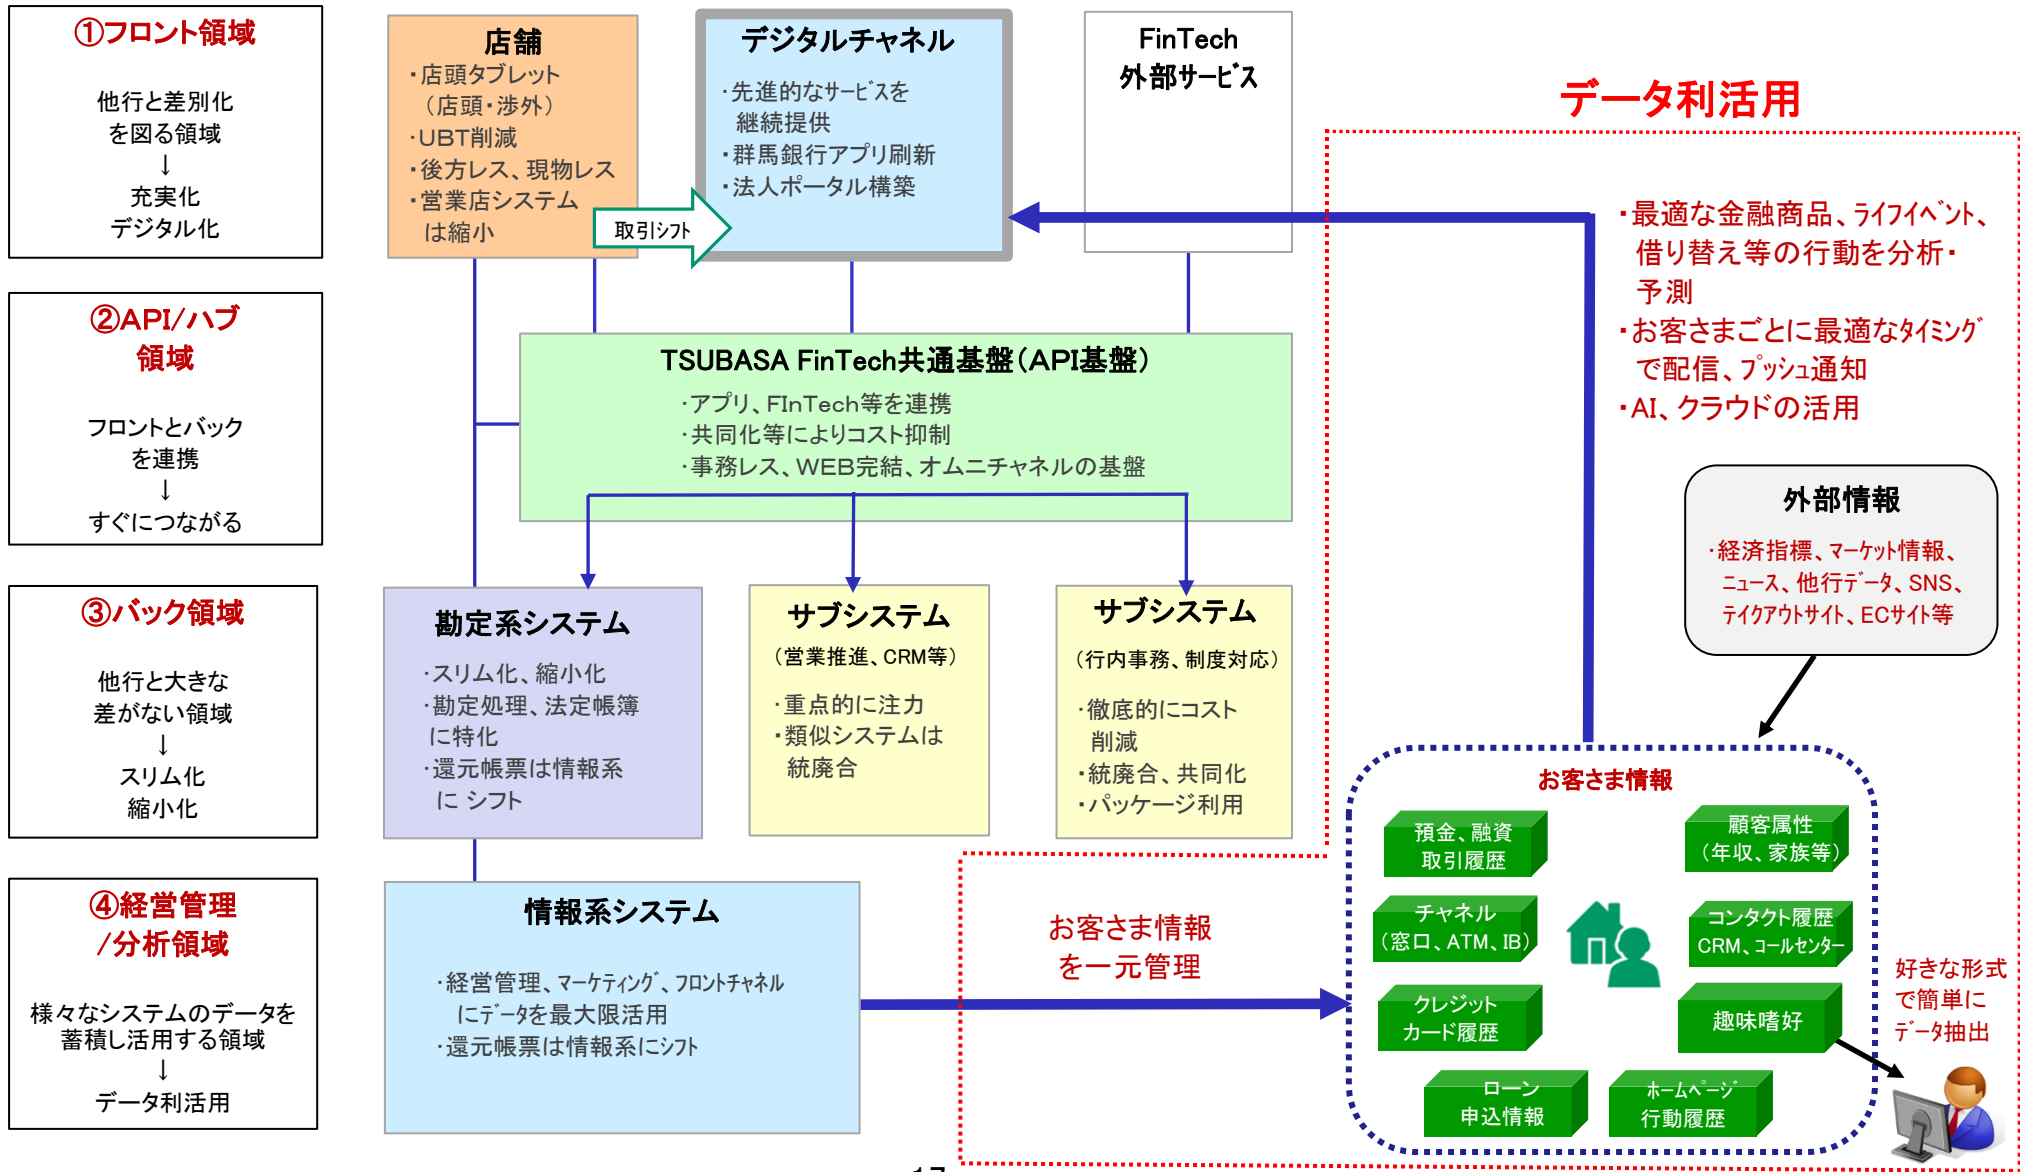 ①フロント領域
他行と差別化
を図る領域
↓
充実化
デジタル化
②API/ハブ
領域
フロントとバック
を連携
↓
すぐにつながる
③バック領域
他行と大きな
差がない領域
↓
スリム化
縮小化
④経営管理
/分析領域
様々なシステムのデータを
蓄積し活用する領域
↓
データ利活用
店舗
・店頭タブレット
（店頭・渉外）
・UBT削減
・後方レス、現物レス
・営業店システム
は縮小
取引ｼﾌﾄ
デジタルチャネル
・先進的なｻｰﾋﾞｽを
継続提供
・群馬銀行アプリ刷新
・法人ポータル構築
FinTech
外部ｻｰﾋﾞｽ
TSUBASA FinTech共通基盤（API基盤）
・アプリ、FInTech等を連携
・共同化等によりコスト抑制
・事務レス、WEB完結、オムニチャネルの基盤
勘定系システム
・スリム化、縮小化
・勘定処理、法定帳簿
に特化
・還元帳票は情報系
に シフト
サブシステム
（営業推進、CRM等）
・重点的に注力
・類似システムは
統廃合
サブシステム
（行内事務、制度対応）
・徹底的にコスト
削減
・統廃合、共同化
・パッケージ利用
情報系システム
・経営管理、ﾏｰｹﾃｨﾝｸﾞ、ﾌﾛﾝﾄﾁｬﾈﾙ
にﾃﾞｰﾀを最大限活用
・還元帳票は情報系にｼﾌﾄ
データ利活用
・最適な金融商品、ﾗｲﾌｲﾍﾞﾝﾄ、
借り替え等の行動を分析・
予測
・お客さまごとに最適なﾀｲﾐﾝｸﾞ
で配信、ﾌﾟｯｼｭ通知
・AI、クラウドの活用
外部情報
・経済指標、ﾏｰｹｯﾄ情報、
ﾆｭｰｽ、他行ﾃﾞｰﾀ、SNS、
ﾃｲｸｱｳﾄｻｲﾄ、ECｻｲﾄ等
お客さま情報
を一元管理
お客さま情報
預金、融資
取引履歴
顧客属性
（年収、家族等）
チャネル
（窓口、ATM、IB）
コンタクト履歴
CRM、ｺｰﾙｾﾝﾀｰ
クレジット
カード履歴
趣味嗜好
ローン
申込情報
ﾎｰﾑﾍﾟｰｼﾞ
行動履歴
好きな形式
で簡単に
ﾃﾞｰﾀ抽出